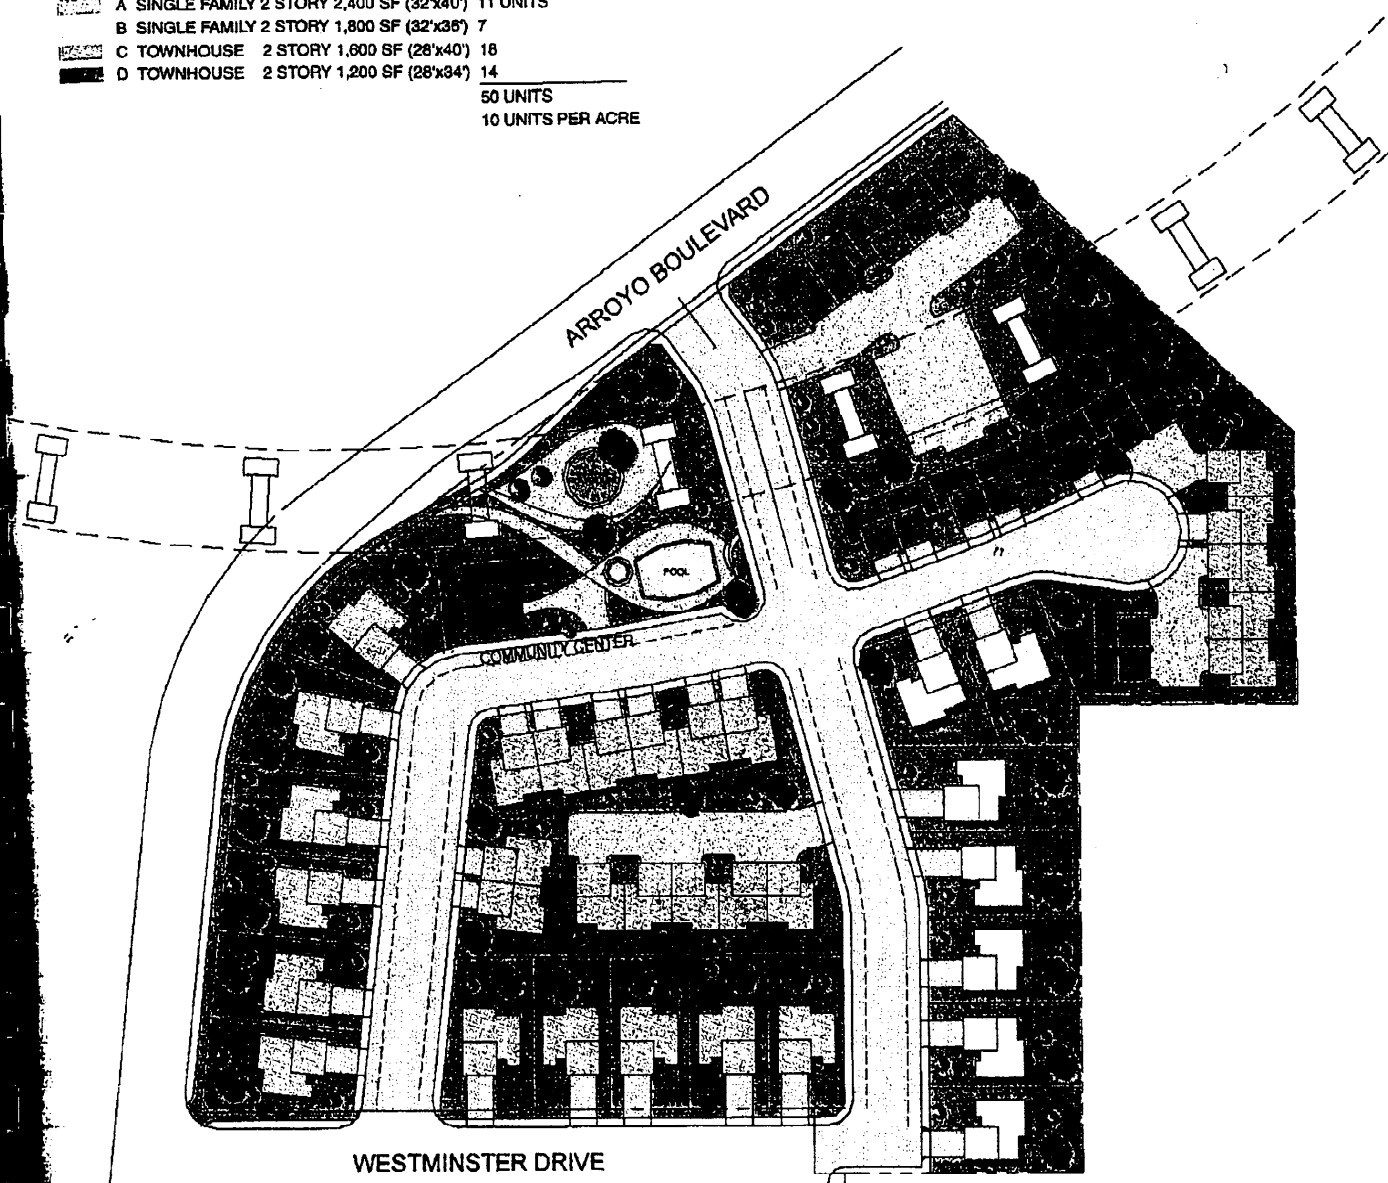 A SINGLE FAMILY 2 STORY 2,400 SF (32'x40') 11 UNITS
B SINGLE FAMILY 2 STORY 1,800 SF (32'x36') 7
C TOWNHOUSE 2 STORY 1,600 SF (28'x40') 18
D TOWNHOUSE 2 STORY 1,200 SF (28'x34') 14
50 UNITS
10 UNITS PER ACRE
ARROYO BOULEVARD
POOL
COMMUNITY CENTER
WESTMINSTER DRIVE